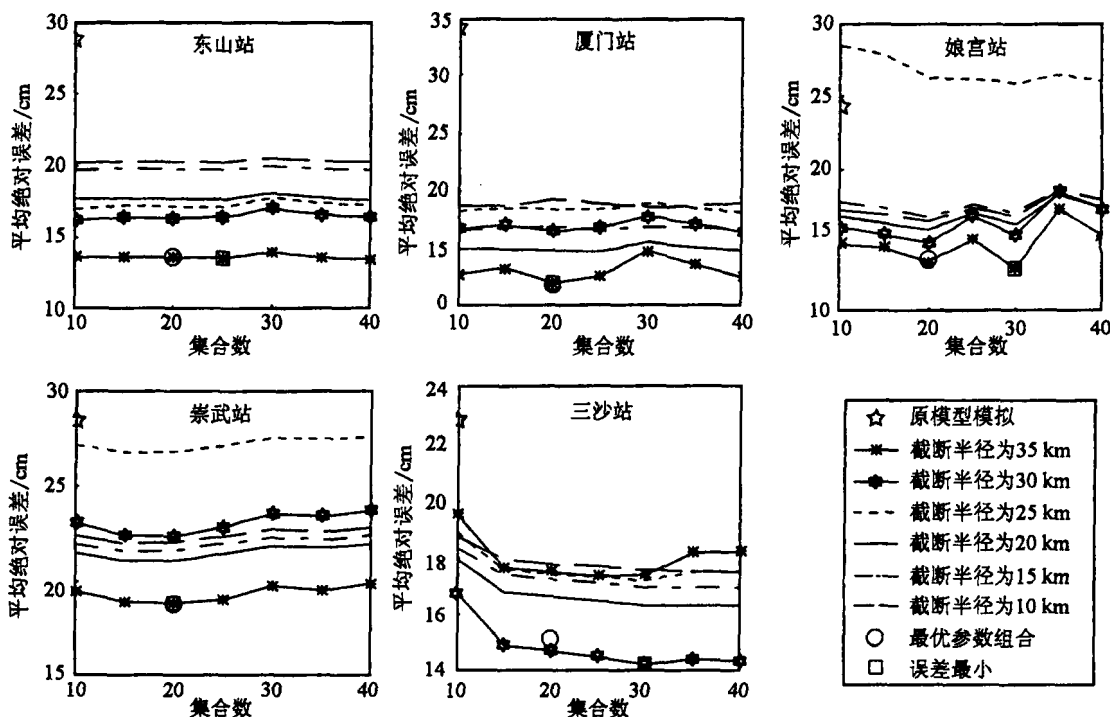 东山站
平均绝对误差/cm
30
25
20
15
10
10 20 30 40
集合数
厦门站
平均绝对误差/cm
35
35
30
25
20
15
10
0
10 20 30 40
集合数
娘宫站
平均绝对误差/cm
30
25
20
15
10
10 20 30 40
集合数
崇武站
平均绝对误差/cm
30
25
20
15
10 20 30 40
集合数
三沙站
平均绝对误差/cm
24
22
20
18
16
14
10 20 30 40
集合数
原模型模拟
截断半径为35 km
截断半径为30 km
截断半径为25 km
截断半径为20 km
截断半径为15 km
截断半径为10 km
最优参数组合
误差最小